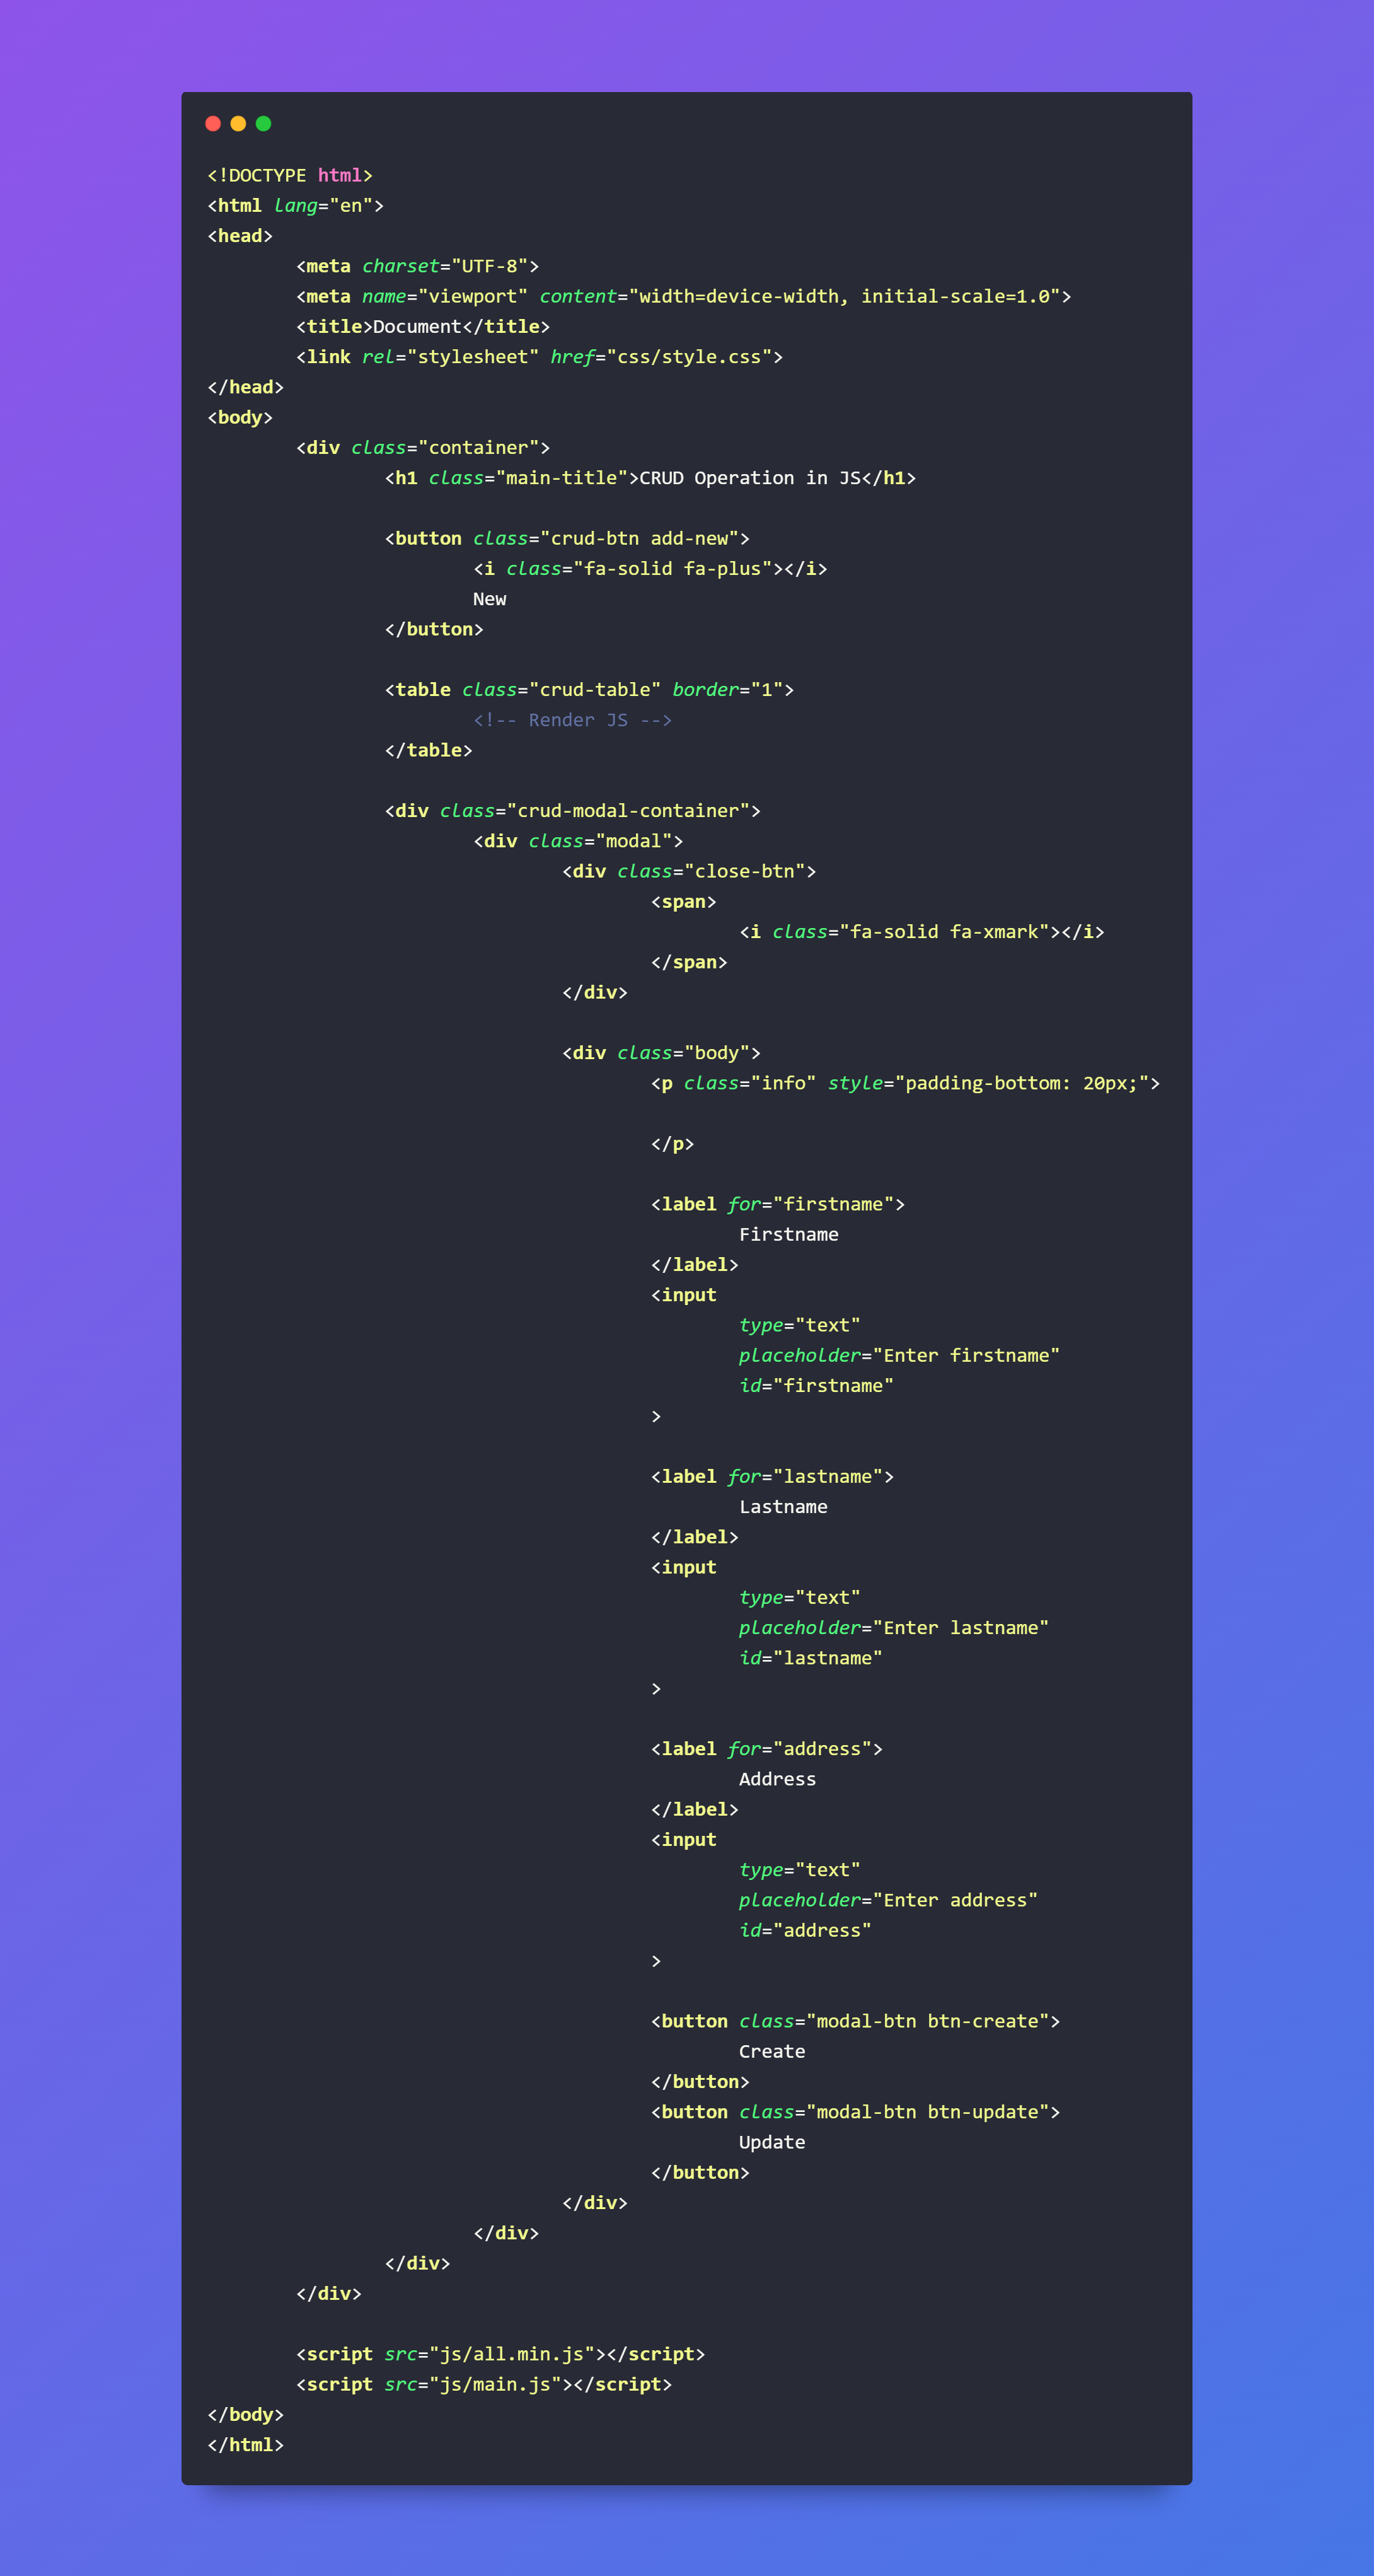 <!DOCTYPE html>
<html lang="en">
<head>
        <meta charset="UTF-8">
        <meta name="viewport" content="width=device-width, initial-scale=1.0">
        <title>Document</title>
        <link rel="stylesheet" href="css/style.css">
</head>
<body>
        <div class="container">
                <h1 class="main-title">CRUD Operation in JS</h1>

                <button class="crud-btn add-new">
                        <i class="fa-solid fa-plus"></i>
                        New
                </button>

                <table class="crud-table" border="1">
                        <!-- Render JS -->
                </table>

                <div class="crud-modal-container">
                        <div class="modal">
                                <div class="close-btn">
                                        <span>
                                                <i class="fa-solid fa-xmark"></i>
                                        </span>
                                </div>

                                <div class="body">
                                        <p class="info" style="padding-bottom: 20px;">

                                        </p>

                                        <label for="firstname">
                                                Firstname
                                        </label>
                                        <input
                                                type="text"
                                                placeholder="Enter firstname"
                                                id="firstname"
                                        >

                                        <label for="lastname">
                                                Lastname
                                        </label>
                                        <input
                                                type="text"
                                                placeholder="Enter lastname"
                                                id="lastname"
                                        >

                                        <label for="address">
                                                Address
                                        </label>
                                        <input
                                                type="text"
                                                placeholder="Enter address"
                                                id="address"
                                        >

                                        <button class="modal-btn btn-create">
                                                Create
                                        </button>
                                        <button class="modal-btn btn-update">
                                                Update
                                        </button>
                                </div>
                        </div>
                </div>
        </div>

        <script src="js/all.min.js"></script>
        <script src="js/main.js"></script>
</body>
</html>